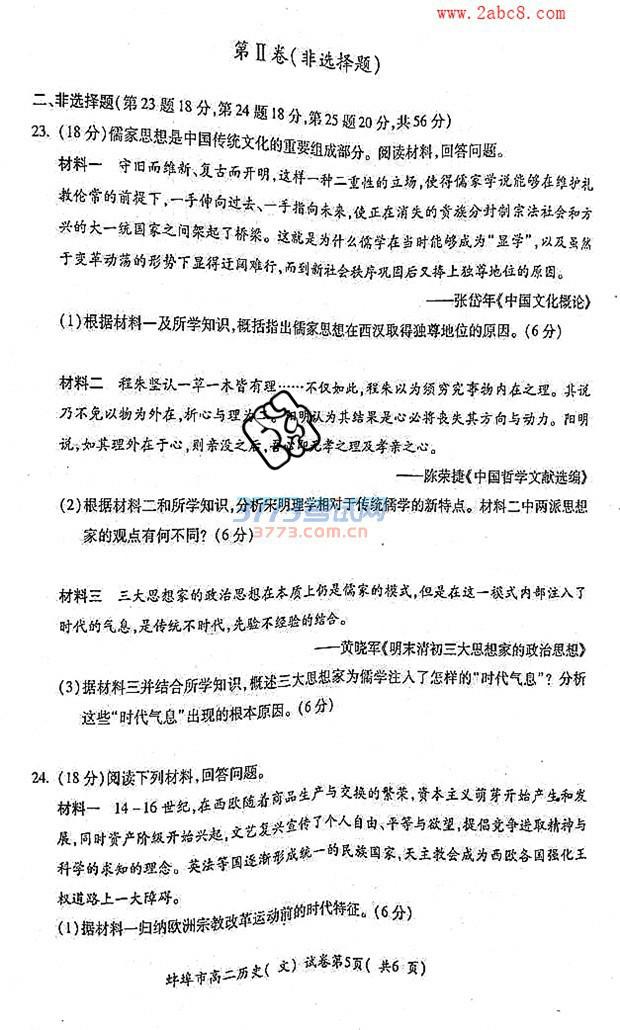 www.2abc8.com
第Ⅱ卷(非选择题)
二、非选择题(第23题18分,第24题18分,第25题20分,共56分)
23.(18分)儒家思想是中国传统文化的重要组成部分。阅读材料,回答问题。
材料一 守旧而维新、复古而开明,这样一种二重性的立场,使得儒家学说能够在维护礼
教伦常的前提下,一手伸向过去、一手指向未来,使正在消失的贵族分封制宗法社会和方
兴的大一统国家之间架起了桥梁。这就是为什么儒学在当时能够成为“显学”,以及虽然
于变革动荡的形势下显得迂阔难行,而到新社会秩序巩固后又捧上独尊地位的原因。
——张岱年《中国文化概论》
(1)根据材料一及所学知识,概括指出儒家思想在西汉取得独尊地位的原因。(6分)
材料二 程朱坚认一草一木皆有理……不仅如此,程朱以为须穷究事物内在之理。其说
乃不免以物为外在,析心与理为二。阳明认为其结果是心必将丧失其方向与动力。阳明
说,如其理外在于心,则亲没之后,吾心即无孝之理及孝亲之心。
——陈荣捷《中国哲学文献选编》
(2)根据材料二和所学知识,分析宋明理学相对于传统儒学的新特点。材料二中两派思想
家的观点有何不同?(6分)
3773考试网
3773.com.cn
材料三 三大思想家的政治思想在本质上仍是儒家的模式,但是在这一模式内部注入了
时代的气息,是传统不时代,先验不经验的结合。
——黄晓军《明末清初三大思想家的政治思想》
(3)据材料三并结合所学知识,概述三大思想家为儒学注入了怎样的“时代气息”?分析
这些“时代气息”出现的根本原因。(6分)
24.(18分)阅读下列材料,回答问题。
材料一 14-16世纪,在西欧随着商品生产与交换的繁荣,资本主义萌芽开始产生和发
展,同时资产阶级开始兴起,文艺复兴宣传了个人自由、平等与欲望,提倡竞争进取精神与
科学的求知的理念。英法等国逐渐形成统一的民族国家,天主教会成为西欧各国强化王
权道路上一大障碍。
(1)据材料一归纳欧洲宗教改革运动前的时代特征。(6分)
蚌埠市高二历史(文)试卷第5页(共6页)